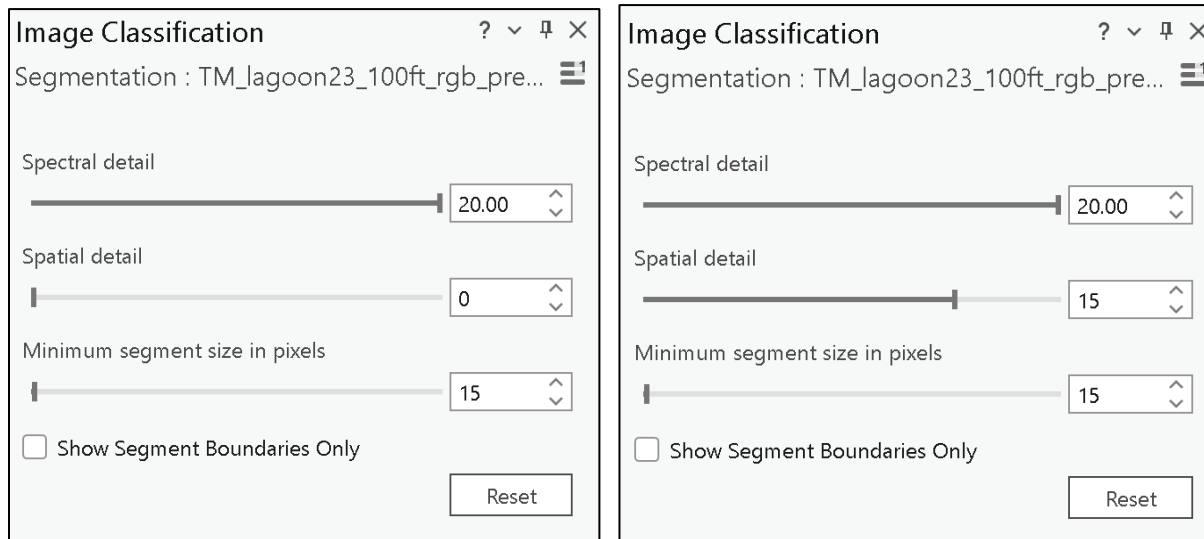 Image Classification
Segmentation : TM_lagoon23_100ft_rgb_pre...
Spectral detail
20.00
Spatial detail
0
Minimum segment size in pixels
15
Show Segment Boundaries Only
Reset
Image Classification
Segmentation : TM_lagoon23_100ft_rgb_pre...
Spectral detail
20.00
Spatial detail
15
Minimum segment size in pixels
15
Show Segment Boundaries Only
Reset